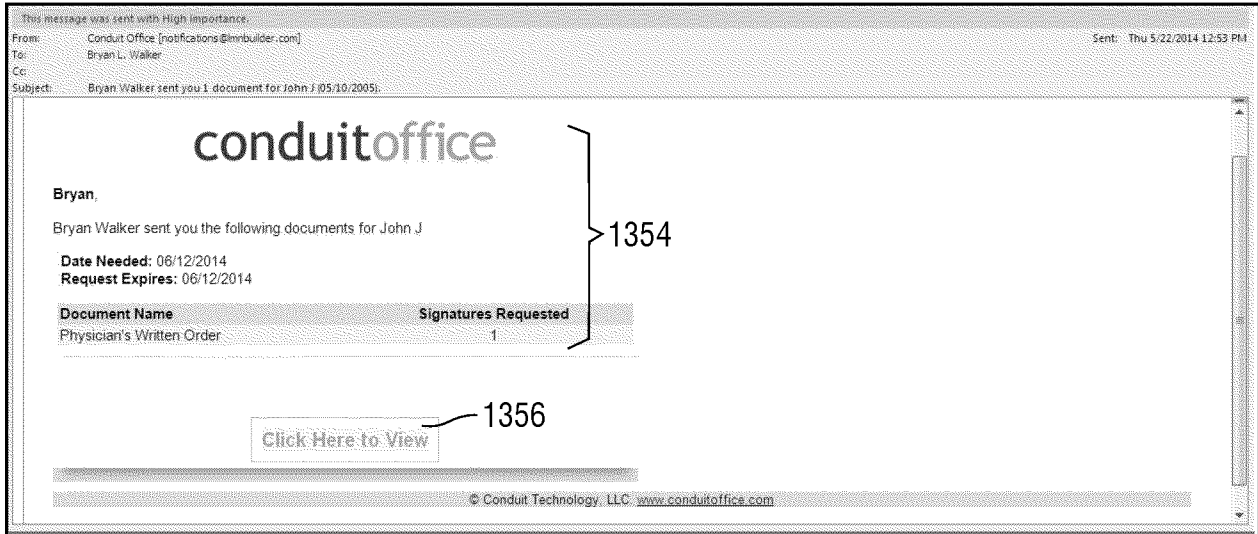 This message was sent with High importance.
From: Conduit Office [notifications@lmnbuilder.com] Sent: Thu 5/22/2014 12:53 PM
To: Bryan L. Walker
Cc:
Subject: Bryan Walker sent you 1 document for John J (05/10/2005).
conduitoffice
Bryan,
Bryan Walker sent you the following documents for John J
1354
Date Needed: 06/12/2014
Request Expires: 06/12/2014
Document Name Signatures Requested
Physician's Written Order 1
1356
Click Here to View
© Conduit Technology, LLC. www.conduitoffice.com